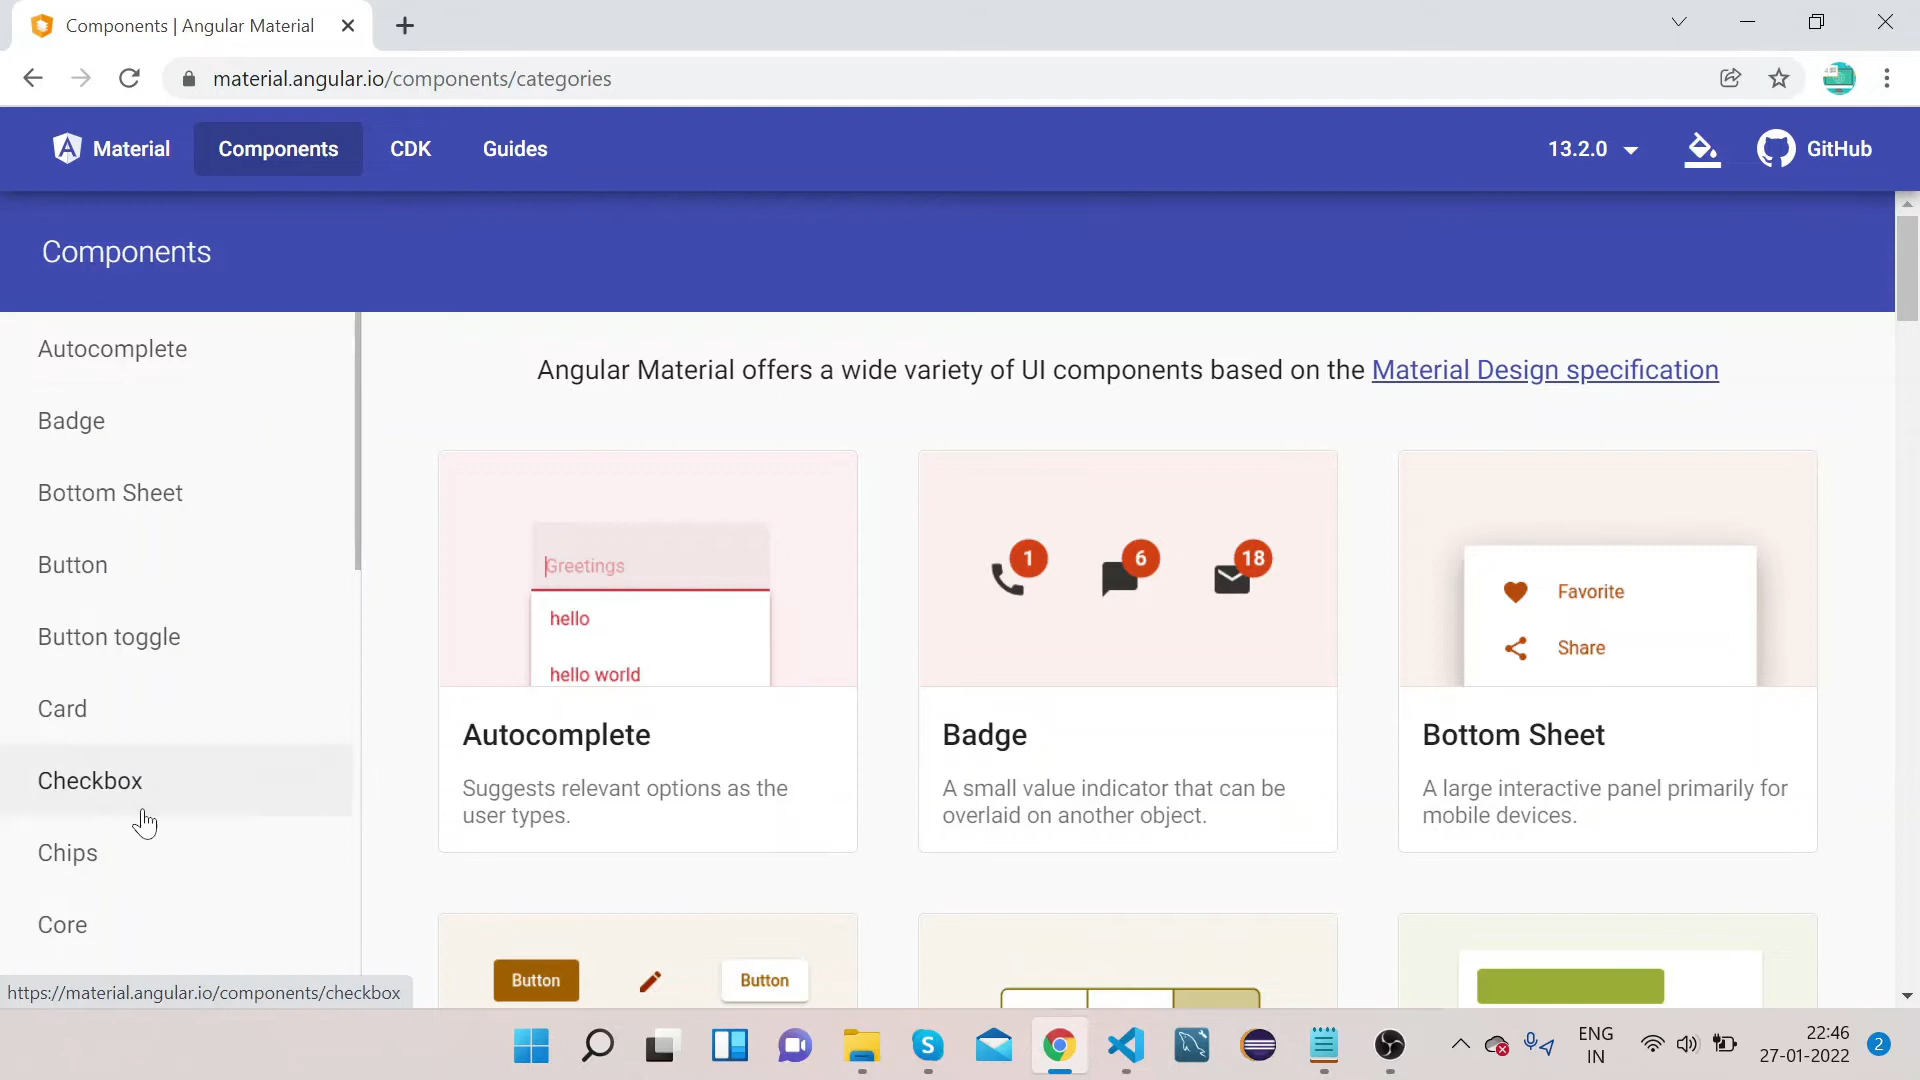 Components | Angular Material
material.angular.io/components/categories
Material
Components
CDK
Guides
13.2.0
GitHub
Components
Autocomplete
Badge
Bottom Sheet
Button
Button toggle
Card
Checkbox
Chips
Core
https://material.angular.io/components/checkbox
Angular Material offers a wide variety of UI components based on the Material Design specification
Greetings
hello
hello world
Autocomplete
Suggests relevant options as the
user types.
1
6
18
Badge
A small value indicator that can be
overlaid on another object.
Favorite
Share
Bottom Sheet
A large interactive panel primarily for
mobile devices.
Button
Button
ENG
IN
22:46
27-01-2022
2